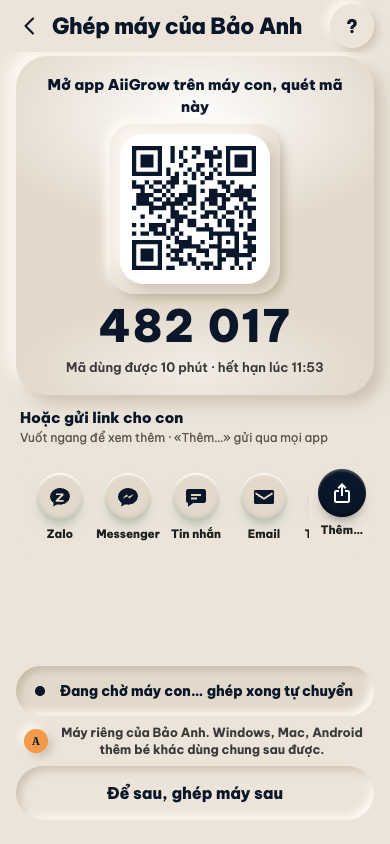 Ghép máy của Bảo Anh
?
Mở app AiiGrow trên máy con, quét mã
này
482 017
Mã dùng được 10 phút · hết hạn lúc 11:53
Hoặc gửi link cho con
Vuốt ngang để xem thêm · «Thêm...» gửi qua mọi app
Zalo
Messenger
Tin nhắn
Email
Thêm...
Đang chờ máy con... ghép xong tự chuyển
A
Máy riêng của Bảo Anh. Windows, Mac, Android
thêm bé khác dùng chung sau được.
Để sau, ghép máy sau